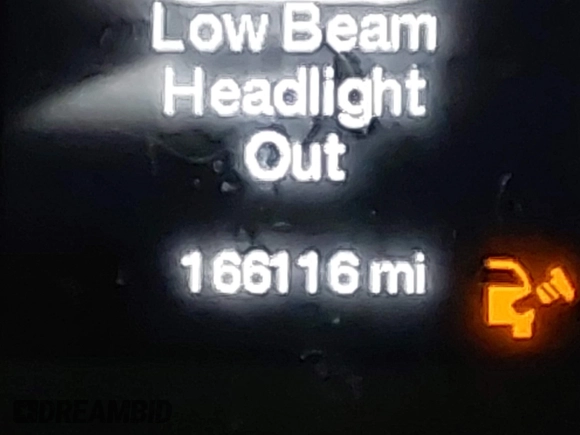 Low Beam
Headlight
Out
166116 mi
DREAMBID